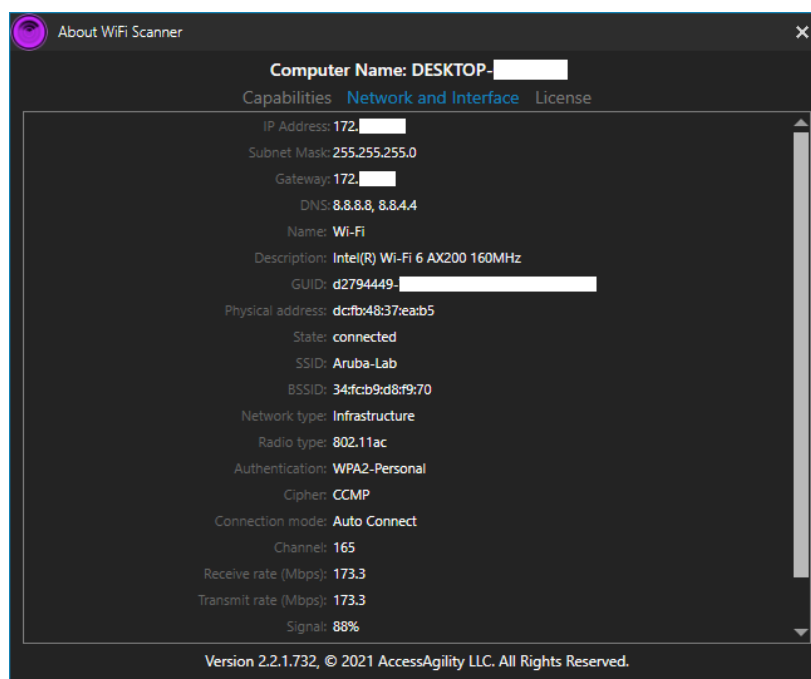 About WiFi Scanner
Computer Name: DESKTOP-
Capabilities Network and Interface License
IP Address: 172.
Subnet Mask: 255.255.255.0
Gateway: 172.
DNS: 8.8.8.8, 8.8.4.4
Name: Wi-Fi
Description: Intel(R) Wi-Fi 6 AX200 160MHz
GUID: d2794449-
Physical address: dc:fb:48:37:ea:b5
State: connected
SSID: Aruba-Lab
BSSID: 34:fc:b9:d8:f9:70
Network type: Infrastructure
Radio type: 802.11ac
Authentication: WPA2-Personal
Cipher: CCMP
Connection mode: Auto Connect
Channel: 165
Receive rate (Mbps): 173.3
Transmit rate (Mbps): 173.3
Signal: 88%
Version 2.2.1.732, © 2021 AccessAgility LLC. All Rights Reserved.